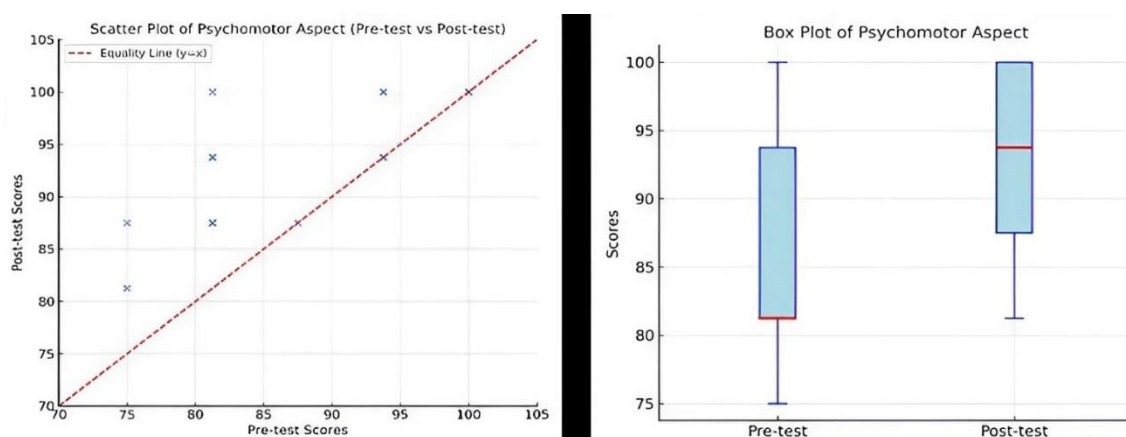 Scatter Plot of Psychomotor Aspect (Pre-test vs Post-test)
105
Equality Line (y=x)
100
95
90
85
80
75
70
Post-test Scores
70 75 80 85 90 95 100 105
Pre-test Scores
Box Plot of Psychomotor Aspect
100
95
90
85
80
75
Scores
Pre-test Post-test